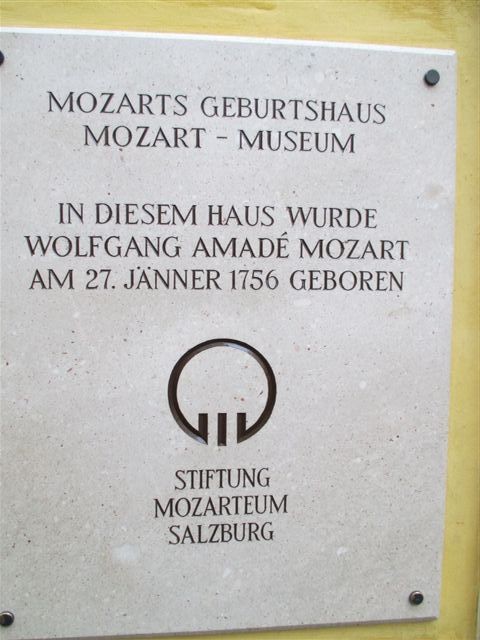 MOZARTS GEBURTSHAUS
MOZART - MUSEUM
IN DIESEM HAUS WURDE
WOLFGANG AMADÉ MOZART
AM 27. JÄNNER 1756 GEBOREN
STIFTUNG
MOZARTEUM
SALZBURG